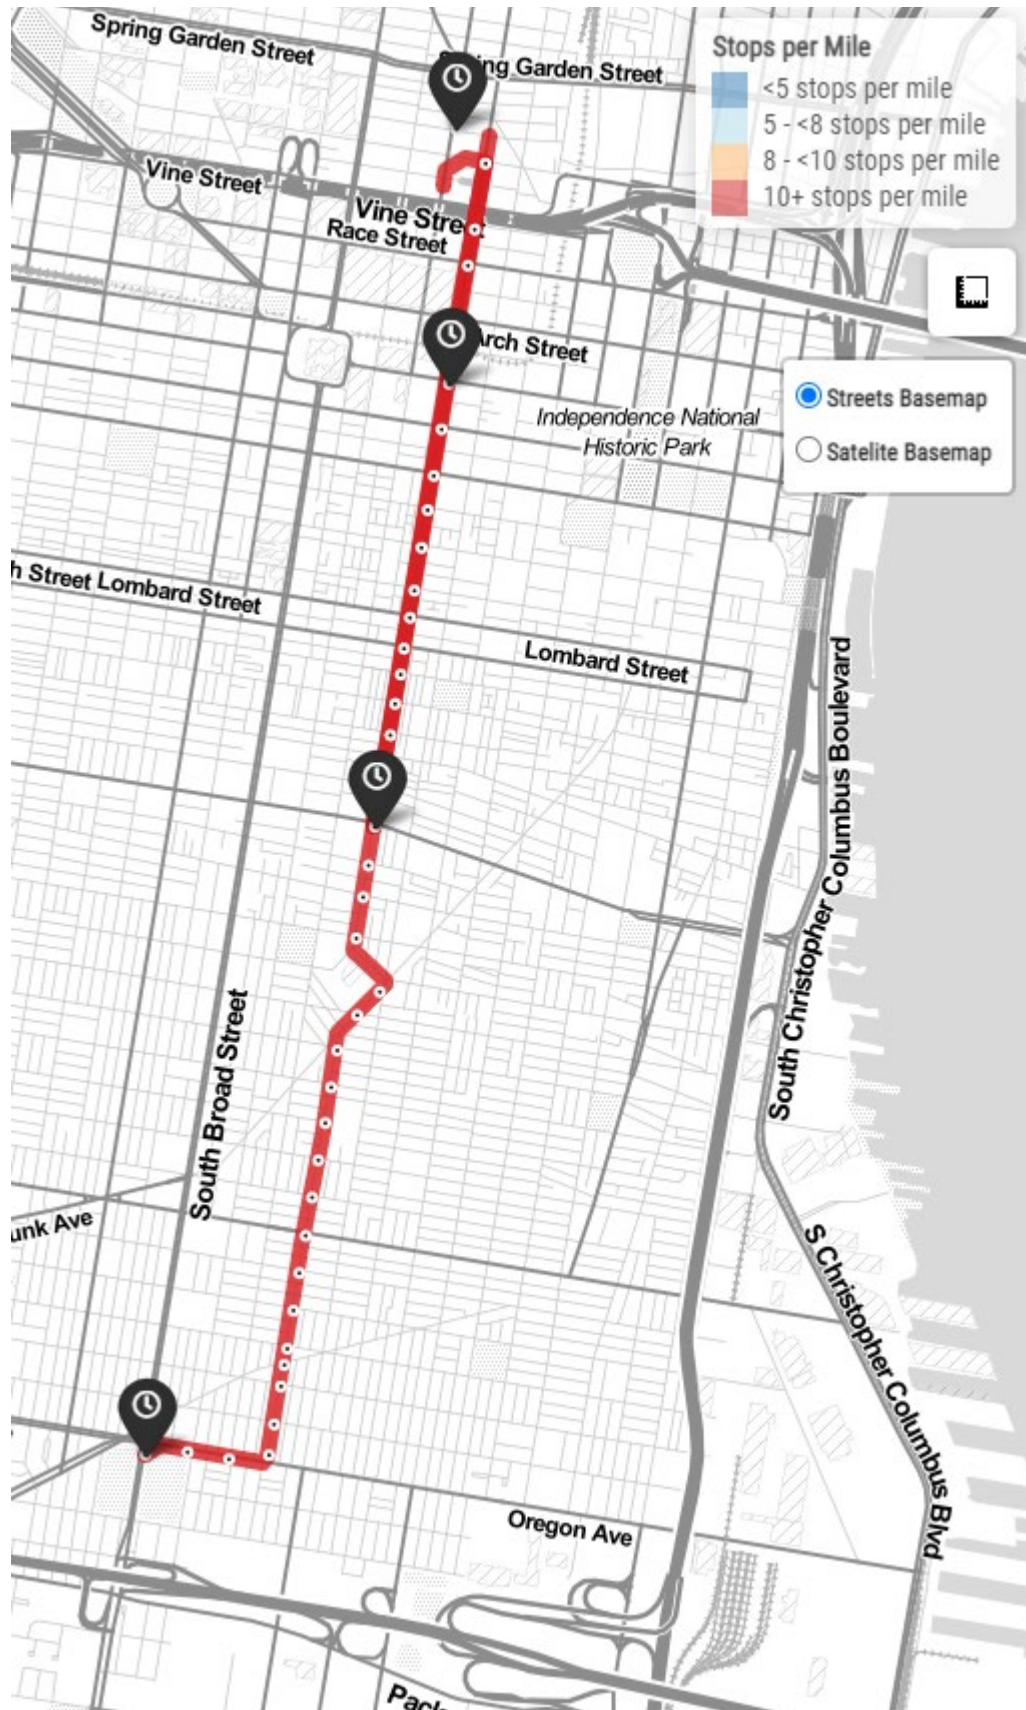 Spring Garden Street
ing Garden Street
Stops per Mile
<5 stops per mile
5 - <8 stops per mile
8 - <10 stops per mile
10+ stops per mile
Vine Street
Vine Street
Race Street
Arch Street
Independence National
Historic Park
Streets Basemap
Satelite Basemap
h Street
Lombard Street
Lombard Street
South Christopher Columbus Boulevard
South Broad Street
unk Ave
S Christopher Columbus Blvd
Oregon Ave
Pack